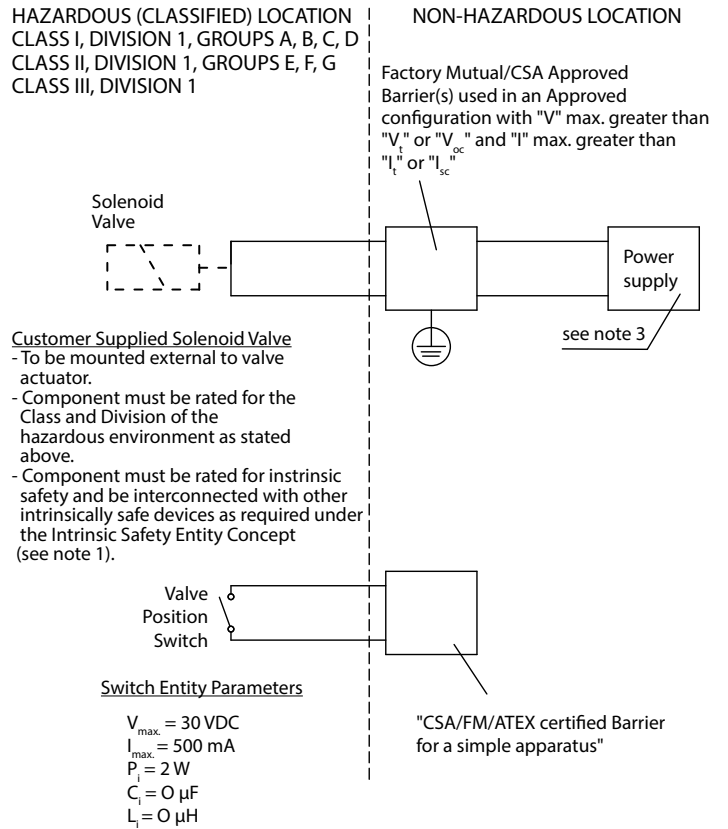 HAZARDOUS (CLASSIFIED) LOCATION
CLASS I, DIVISION 1, GROUPS A, B, C, D
CLASS II, DIVISION 1, GROUPS E, F, G
CLASS III, DIVISION 1
NON-HAZARDOUS LOCATION
Factory Mutual/CSA Approved
Barrier(s) used in an Approved
configuration with "V" max. greater than
"Vt" or "Voc" and "I" max. greater than
"It" or "Isc"
Solenoid
Valve
Power
supply
see note 3
Customer Supplied Solenoid Valve
- To be mounted external to valve
actuator.
- Component must be rated for the
Class and Division of the
hazardous environment as stated
above.
- Component must be rated for instrinsic
safety and be interconnected with other
intrinsically safe devices as required under
the Intrinsic Safety Entity Concept
(see note 1).
Valve
Position
Switch
Switch Entity Parameters
Vmax. = 30 VDC
Imax. = 500 mA
Pi = 2 W
Ci = O µF
Li = O µH
"CSA/FM/ATEX certified Barrier
for a simple apparatus"